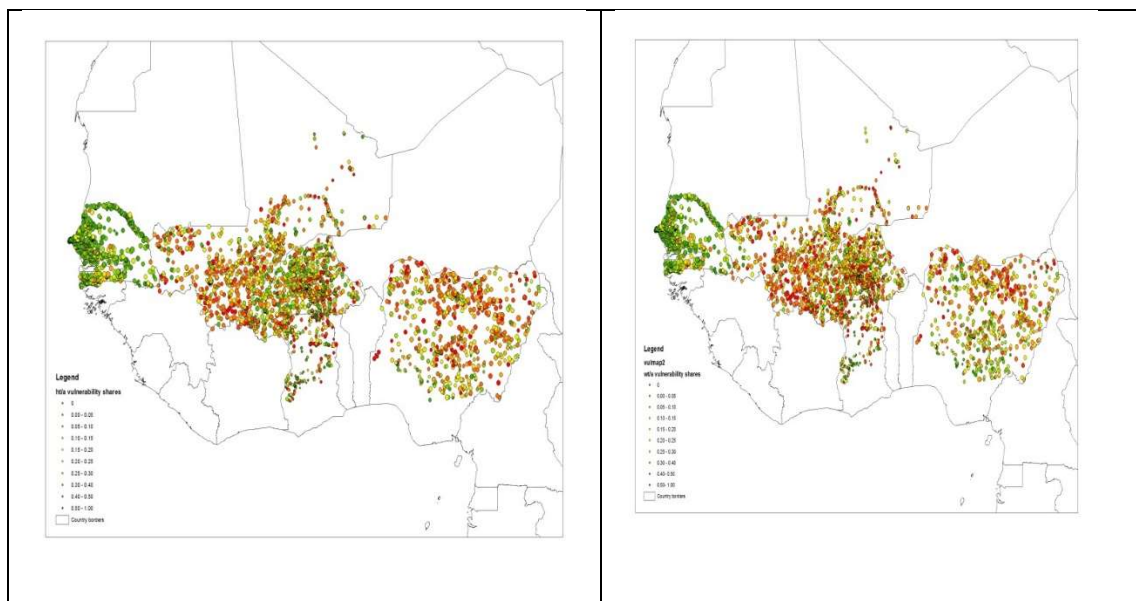 Legend
ht/a vulnerability shares
0
0.00 - 0.05
0.05 - 0.10
0.10 - 0.15
0.15 - 0.20
0.20 - 0.25
0.25 - 0.30
0.30 - 0.40
0.40 - 0.50
0.50 - 1.00
Country borders
Legend
vulmap2
wt/a vulnerability shares
0
0.00 - 0.05
0.05 - 0.10
0.10 - 0.15
0.15 - 0.20
0.20 - 0.25
0.25 - 0.30
0.30 - 0.40
0.40 - 0.50
0.50 - 1.00
Country borders